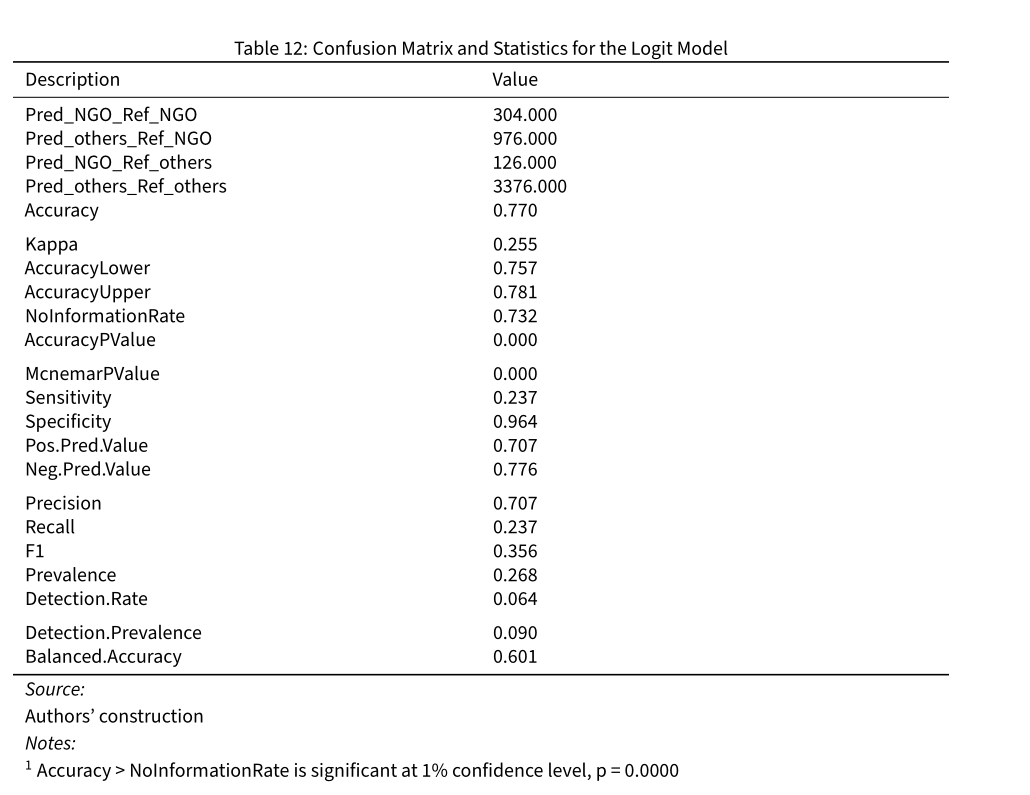 Table 12: Confusion Matrix and Statistics for the Logit Model
Description Value
Pred_NGO_Ref_NGO 304.000
Pred_others_Ref_NGO 976.000
Pred_NGO_Ref_others 126.000
Pred_others_Ref_others 3376.000
Accuracy 0.770
Kappa 0.255
AccuracyLower 0.757
AccuracyUpper 0.781
NoInformationRate 0.732
AccuracyPValue 0.000
McnemarPValue 0.000
Sensitivity 0.237
Specificity 0.964
Pos.Pred.Value 0.707
Neg.Pred.Value 0.776
Precision 0.707
Recall 0.237
F1 0.356
Prevalence 0.268
Detection.Rate 0.064
Detection.Prevalence 0.090
Balanced.Accuracy 0.601
Source:
Authors’ construction
Notes:
¹ Accuracy > NoInformationRate is significant at 1% confidence level, p = 0.0000